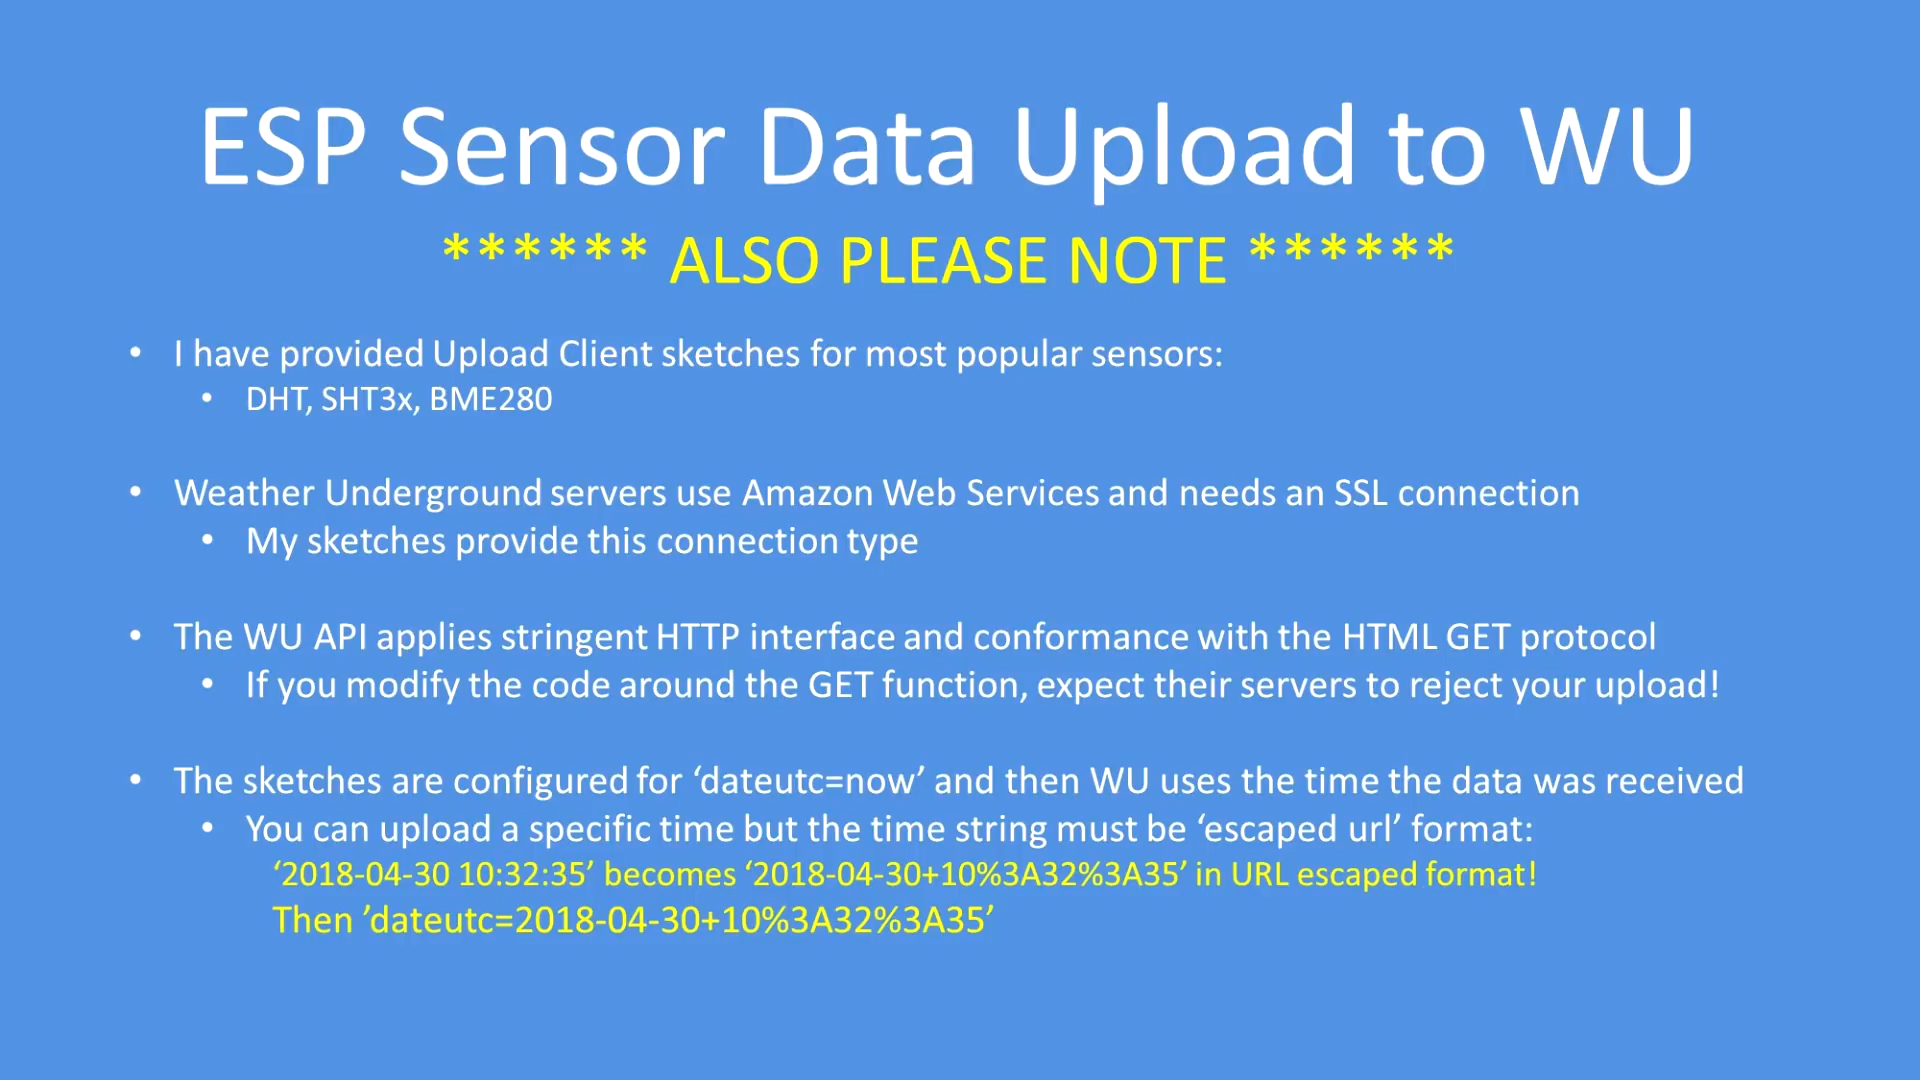 ESP Sensor Data Upload to WU
****** ALSO PLEASE NOTE ******
• I have provided Upload Client sketches for most popular sensors:
• DHT, SHT3x, BME280
• Weather Underground servers use Amazon Web Services and needs an SSL connection
• My sketches provide this connection type
• The WU API applies stringent HTTP interface and conformance with the HTML GET protocol
• If you modify the code around the GET function, expect their servers to reject your upload!
• The sketches are configured for ‘dateutc=now’ and then WU uses the time the data was received
• You can upload a specific time but the time string must be ‘escaped url’ format:
‘2018-04-30 10:32:35’ becomes ‘2018-04-30+10%3A32%3A35’ in URL escaped format!
Then ’dateutc=2018-04-30+10%3A32%3A35’